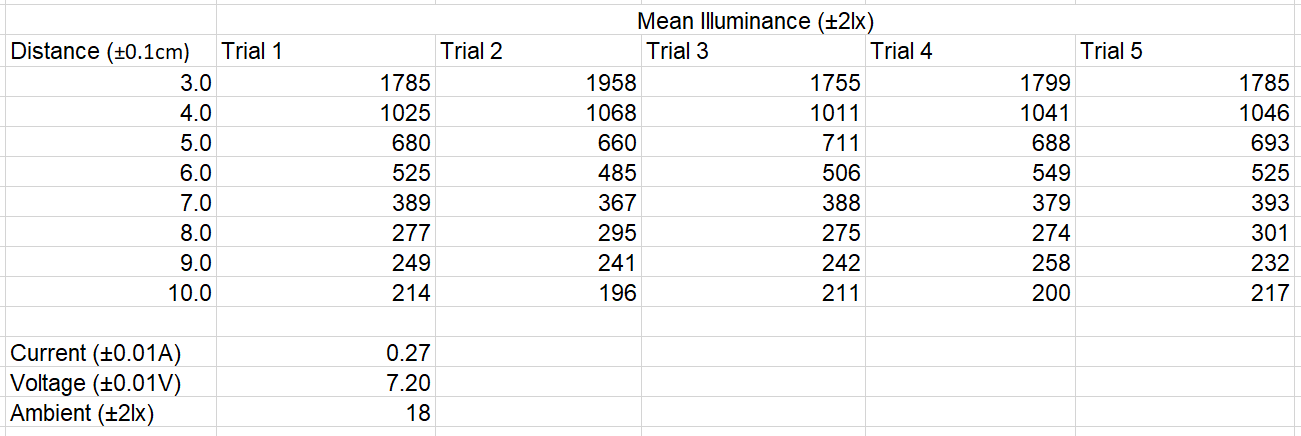 Mean Illuminance (±2lx)
Distance (±0.1cm) Trial 1 Trial 2 Trial 3 Trial 4 Trial 5
3.0 1785 1958 1755 1799 1785
4.0 1025 1068 1011 1041 1046
5.0 680 660 711 688 693
6.0 525 485 506 549 525
7.0 389 367 388 379 393
8.0 277 295 275 274 301
9.0 249 241 242 258 232
10.0 214 196 211 200 217
Current (±0.01A) 0.27
Voltage (±0.01V) 7.20
Ambient (±2lx) 18